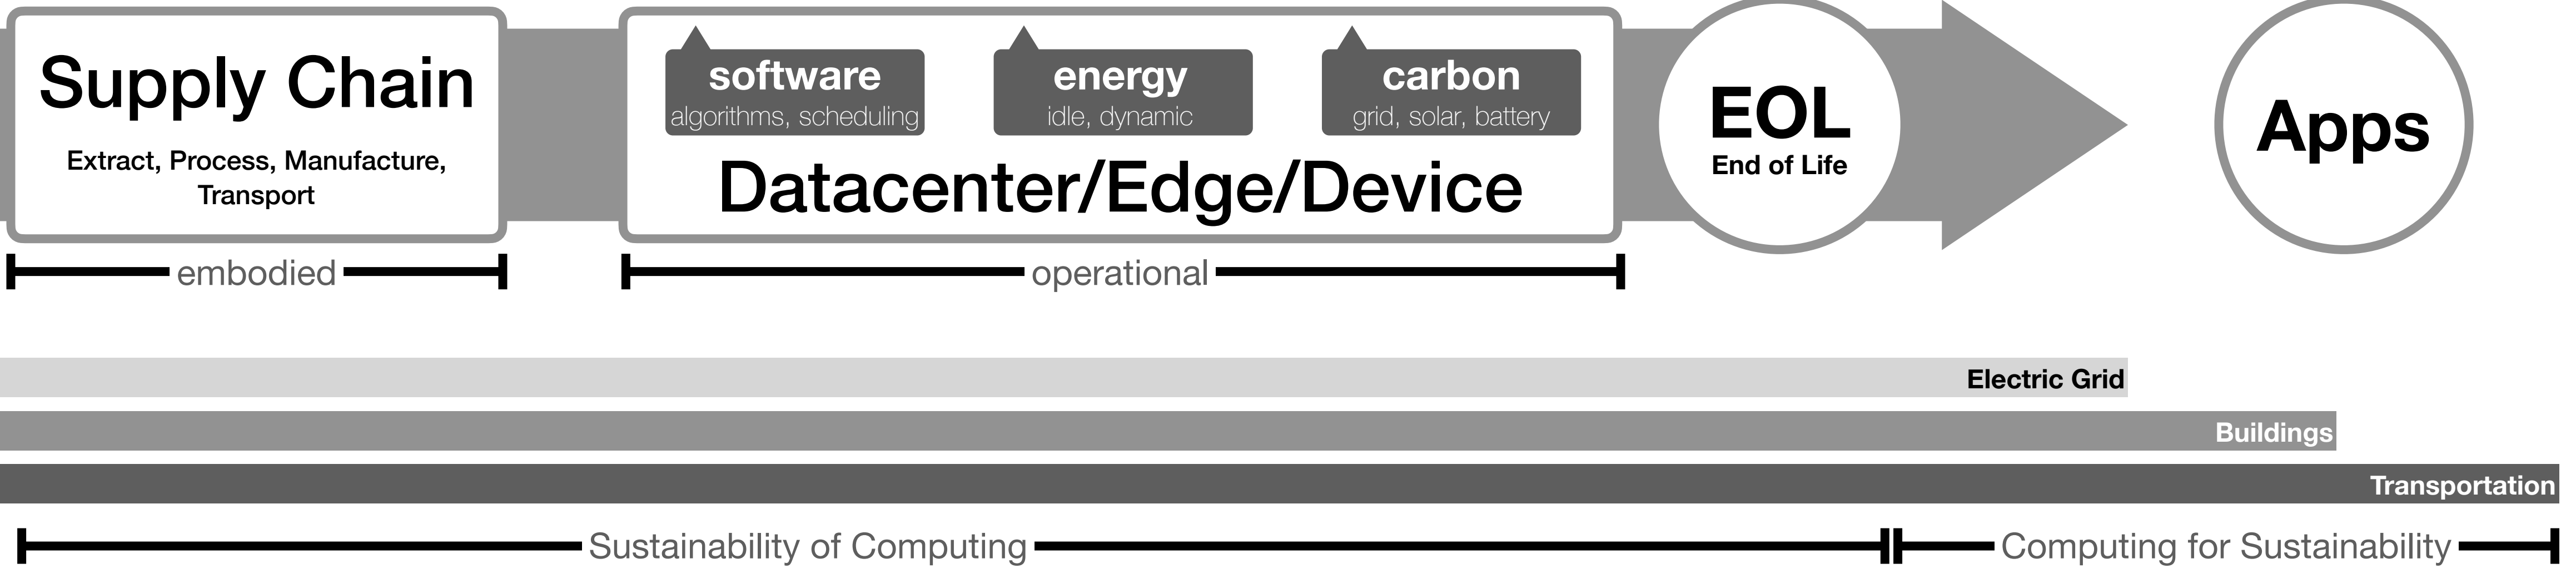 Supply Chain
Extract, Process, Manufacture,
Transport
software
algorithms, scheduling
energy
idle, dynamic
carbon
grid, solar, battery
Datacenter/Edge/Device
EOL
End of Life
Apps
embodied
operational
Electric Grid
Buildings
Transportation
Sustainability of Computing
Computing for Sustainability